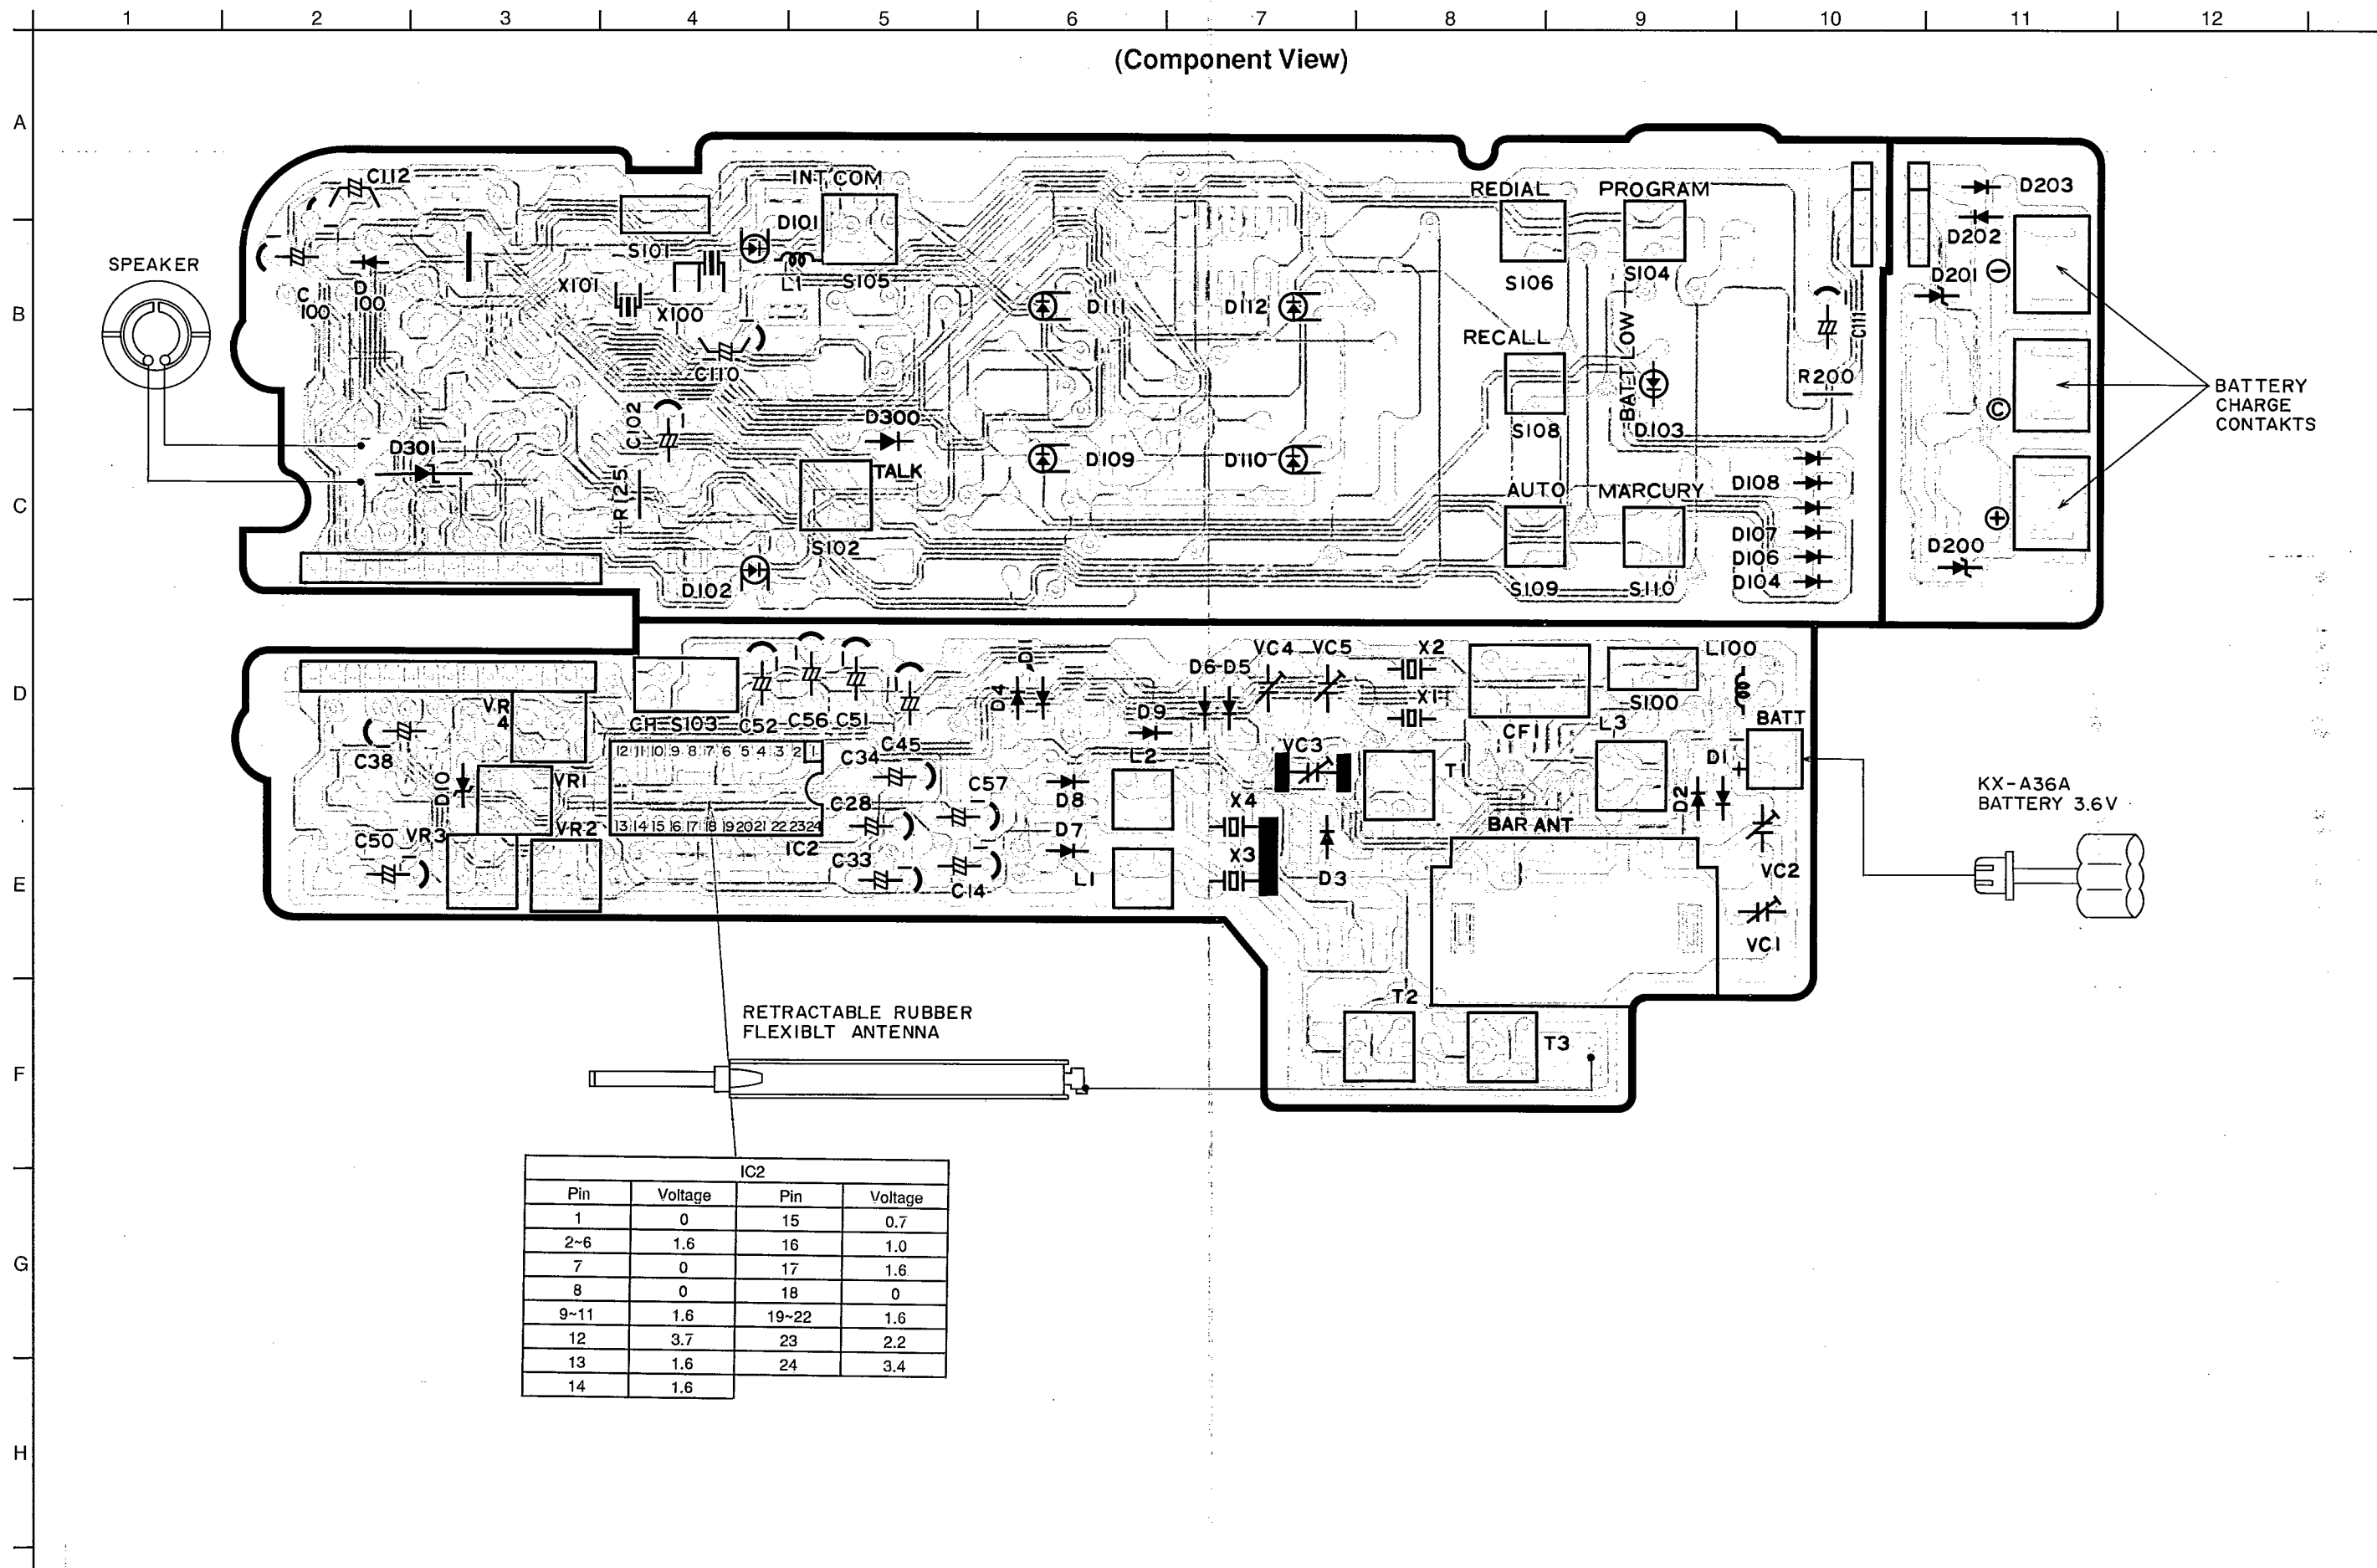 1 2 3 4 5 6 7 8 9 10 11 12
(Component View)
A
B
C
D
E
F
G
H
C112
INT COM
REDIAL
PROGRAM
D203
D101
D202
SPEAKER
S101
D201
−
X101
L1
S105
S106
S104
C
100
D
100
X100
D111
D112
C111
RECALL
BATT LOW
C110
R200
BATTERY
CHARGE
CONTAKTS
C102
D300
C
S108
D103
D301
TALK
D109
D110
R125
AUTO
MARCURY
D108
+
D107
S102
D200
D106
D102
S109
S110
D104
D11
VC4 VC5
X2
L100
D6 D5
D4
X1
VR
4
S100
CH S103
C52
C56
C51
D9
BATT
CF1
L3
C38
C45
C34
L2
VC3
T1
D1
+
12 11 10 9 8 7 6 5 4 3 2 1
D10
VR1
C57
D8
KX-A36A
BATTERY 3.6V
C28
X4
D2
13 14 15 16 17 18 19 20 21 22 23 24
VR2
D7
BAR ANT
C50
VR3
IC2
C33
X3
L1
D3
VC2
C14
VC1
T2
RETRACTABLE RUBBER
FLEXIBLT ANTENNA
T3
IC2
Pin Voltage Pin Voltage
1 0 15 0.7
2~6 1.6 16 1.0
7 0 17 1.6
8 0 18 0
9~11 1.6 19~22 1.6
12 3.7 23 2.2
13 1.6 24 3.4
14 1.6